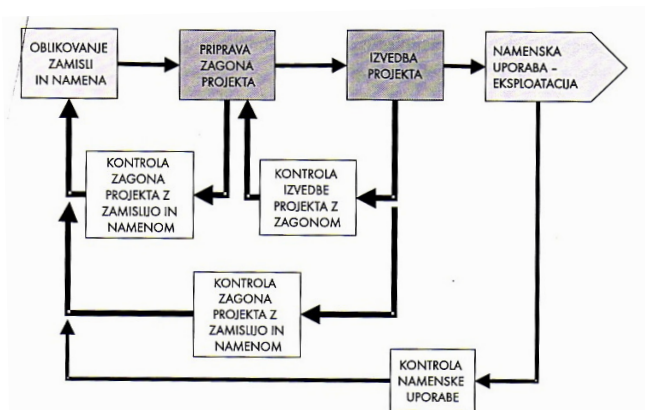 OBLIKOVANJE
ZAMISLI
IN NAMENA
PRIPRAVA
ZAGONA
PROJEKTA
IZVEDBA
PROJEKTA
NAMENSKA
UPORABA –
EKSPLOATACIJA
KONTROLA
ZAGONA
PROJEKTA Z
ZAMISLIJO IN
NAMENOM
KONTROLA
IZVEDBE
PROJEKTA Z
ZAGONOM
KONTROLA
ZAGONA
PROJEKTA Z
ZAMISLIJO IN
NAMENOM
KONTROLA
NAMENSKE
UPORABE